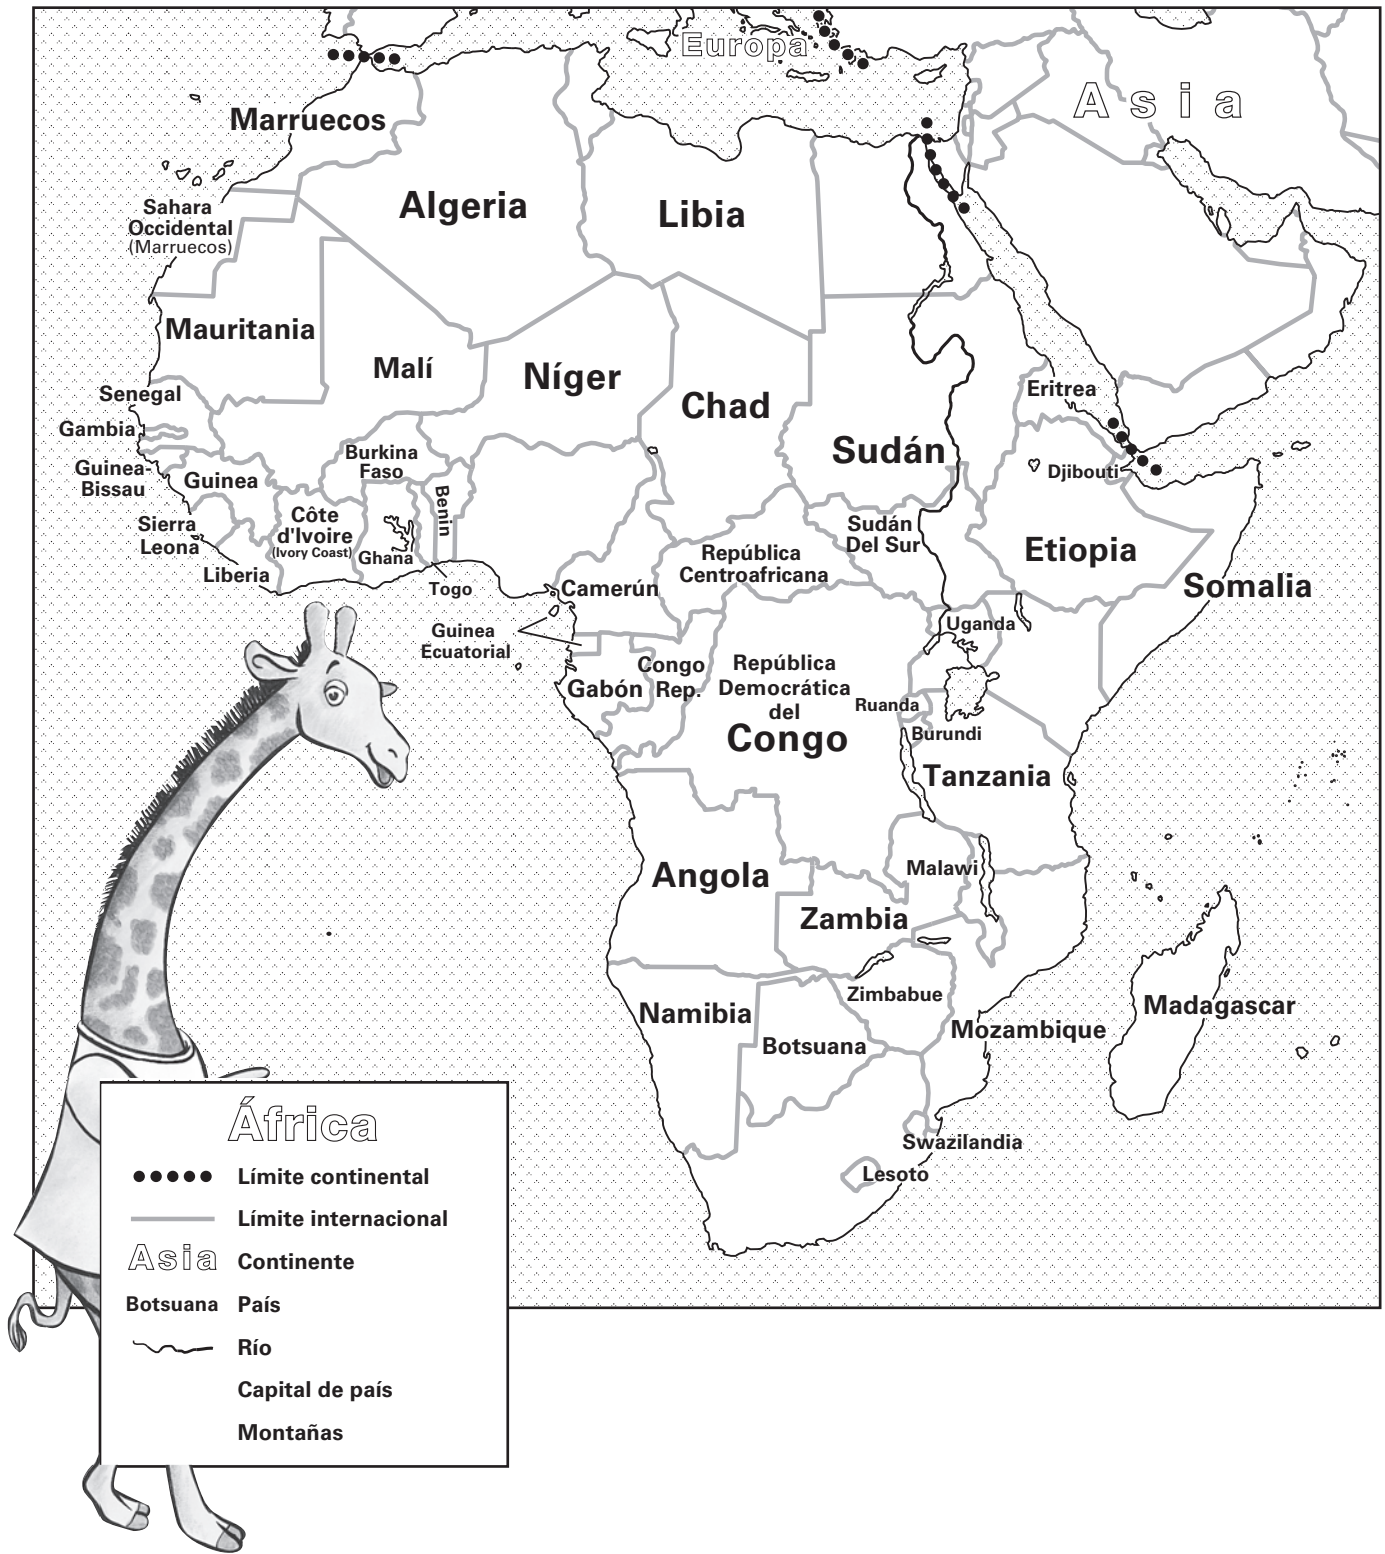 Europa
Asia
Marruecos
Algeria
Libia
Sahara
Occidental
(Marruecos)
Mauritania
Malí
Níger
Chad
Sudán
Eritrea
Senegal
Gambia
Guinea-
Bissau
Guinea
Burkina
Faso
Benin
Djibouti
Sierra
Leona
Côte
d'Ivoire
(Ivory Coast)
Ghana
Sudán
Del Sur
Etiopia
Liberia
Togo
Camerún
República
Centroafricana
Somalia
Guinea
Ecuatorial
Uganda
Gabón
Congo
Rep.
República
Democrática
del
Congo
Ruanda
Burundi
Tanzania
Angola
Malawi
Zambia
Namibia
Zimbabue
Botsuana
Mozambique
Madagascar
Swazilandia
Lesoto
África
Límite continental
Límite internacional
Asia Continente
Botsuana País
Río
Capital de país
Montañas